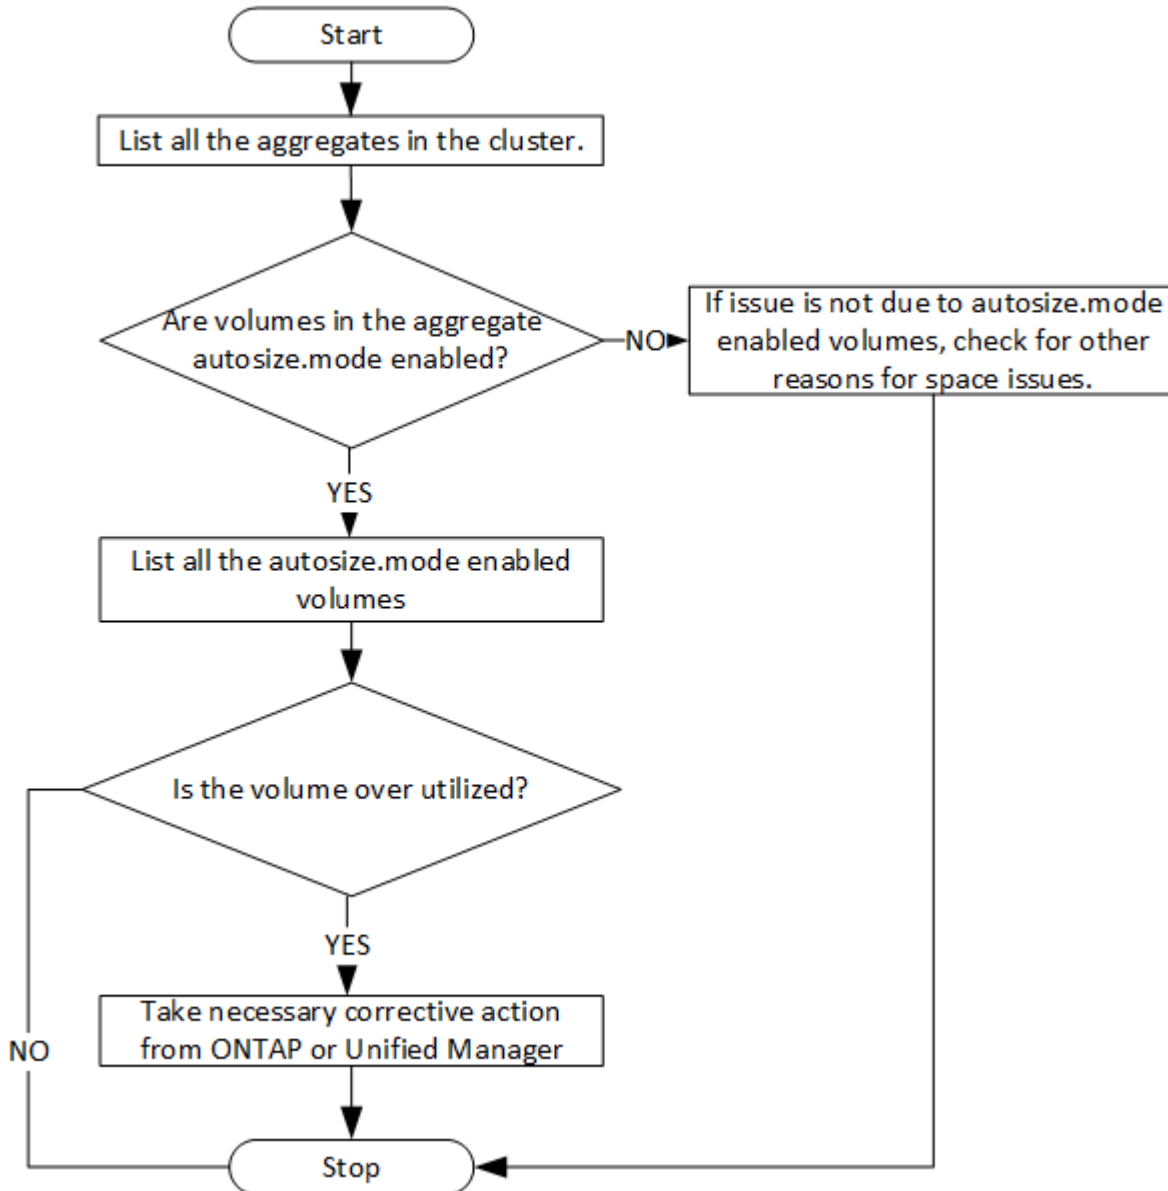 Start
List all the aggregates in the cluster.
Are volumes in the aggregate
autosize.mode enabled?
NO
If issue is not due to autosize.mode
enabled volumes, check for other
reasons for space issues.
YES
List all the autosize.mode enabled
volumes
Is the volume over utilized?
YES
Take necessary corrective action
from ONTAP or Unified Manager
NO
Stop